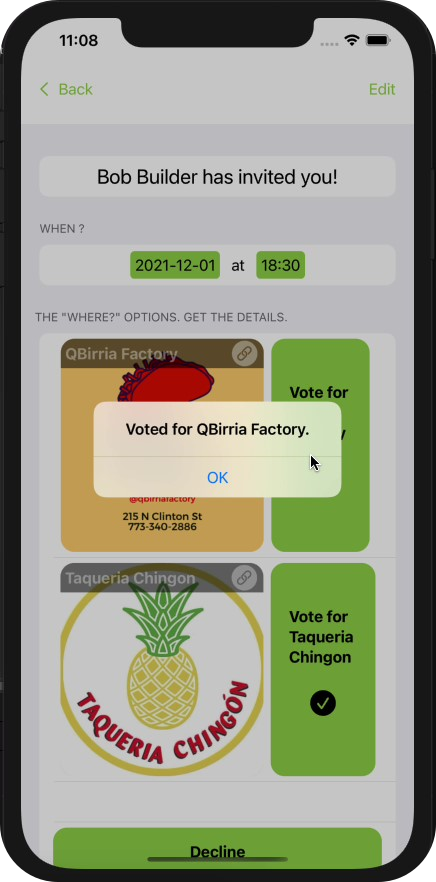 11:08
Back
Edit
Bob Builder has invited you!
WHEN ?
2021-12-01 at 18:30
THE "WHERE?" OPTIONS. GET THE DETAILS.
QBirria Factory
Vote for
Voted for QBirria Factory.
OK
@qbirriafactory
215 N Clinton St
773-340-2886
Taqueria Chingon
TAQUERIA CHINGÓN
Vote for
Taqueria
Chingon
Decline